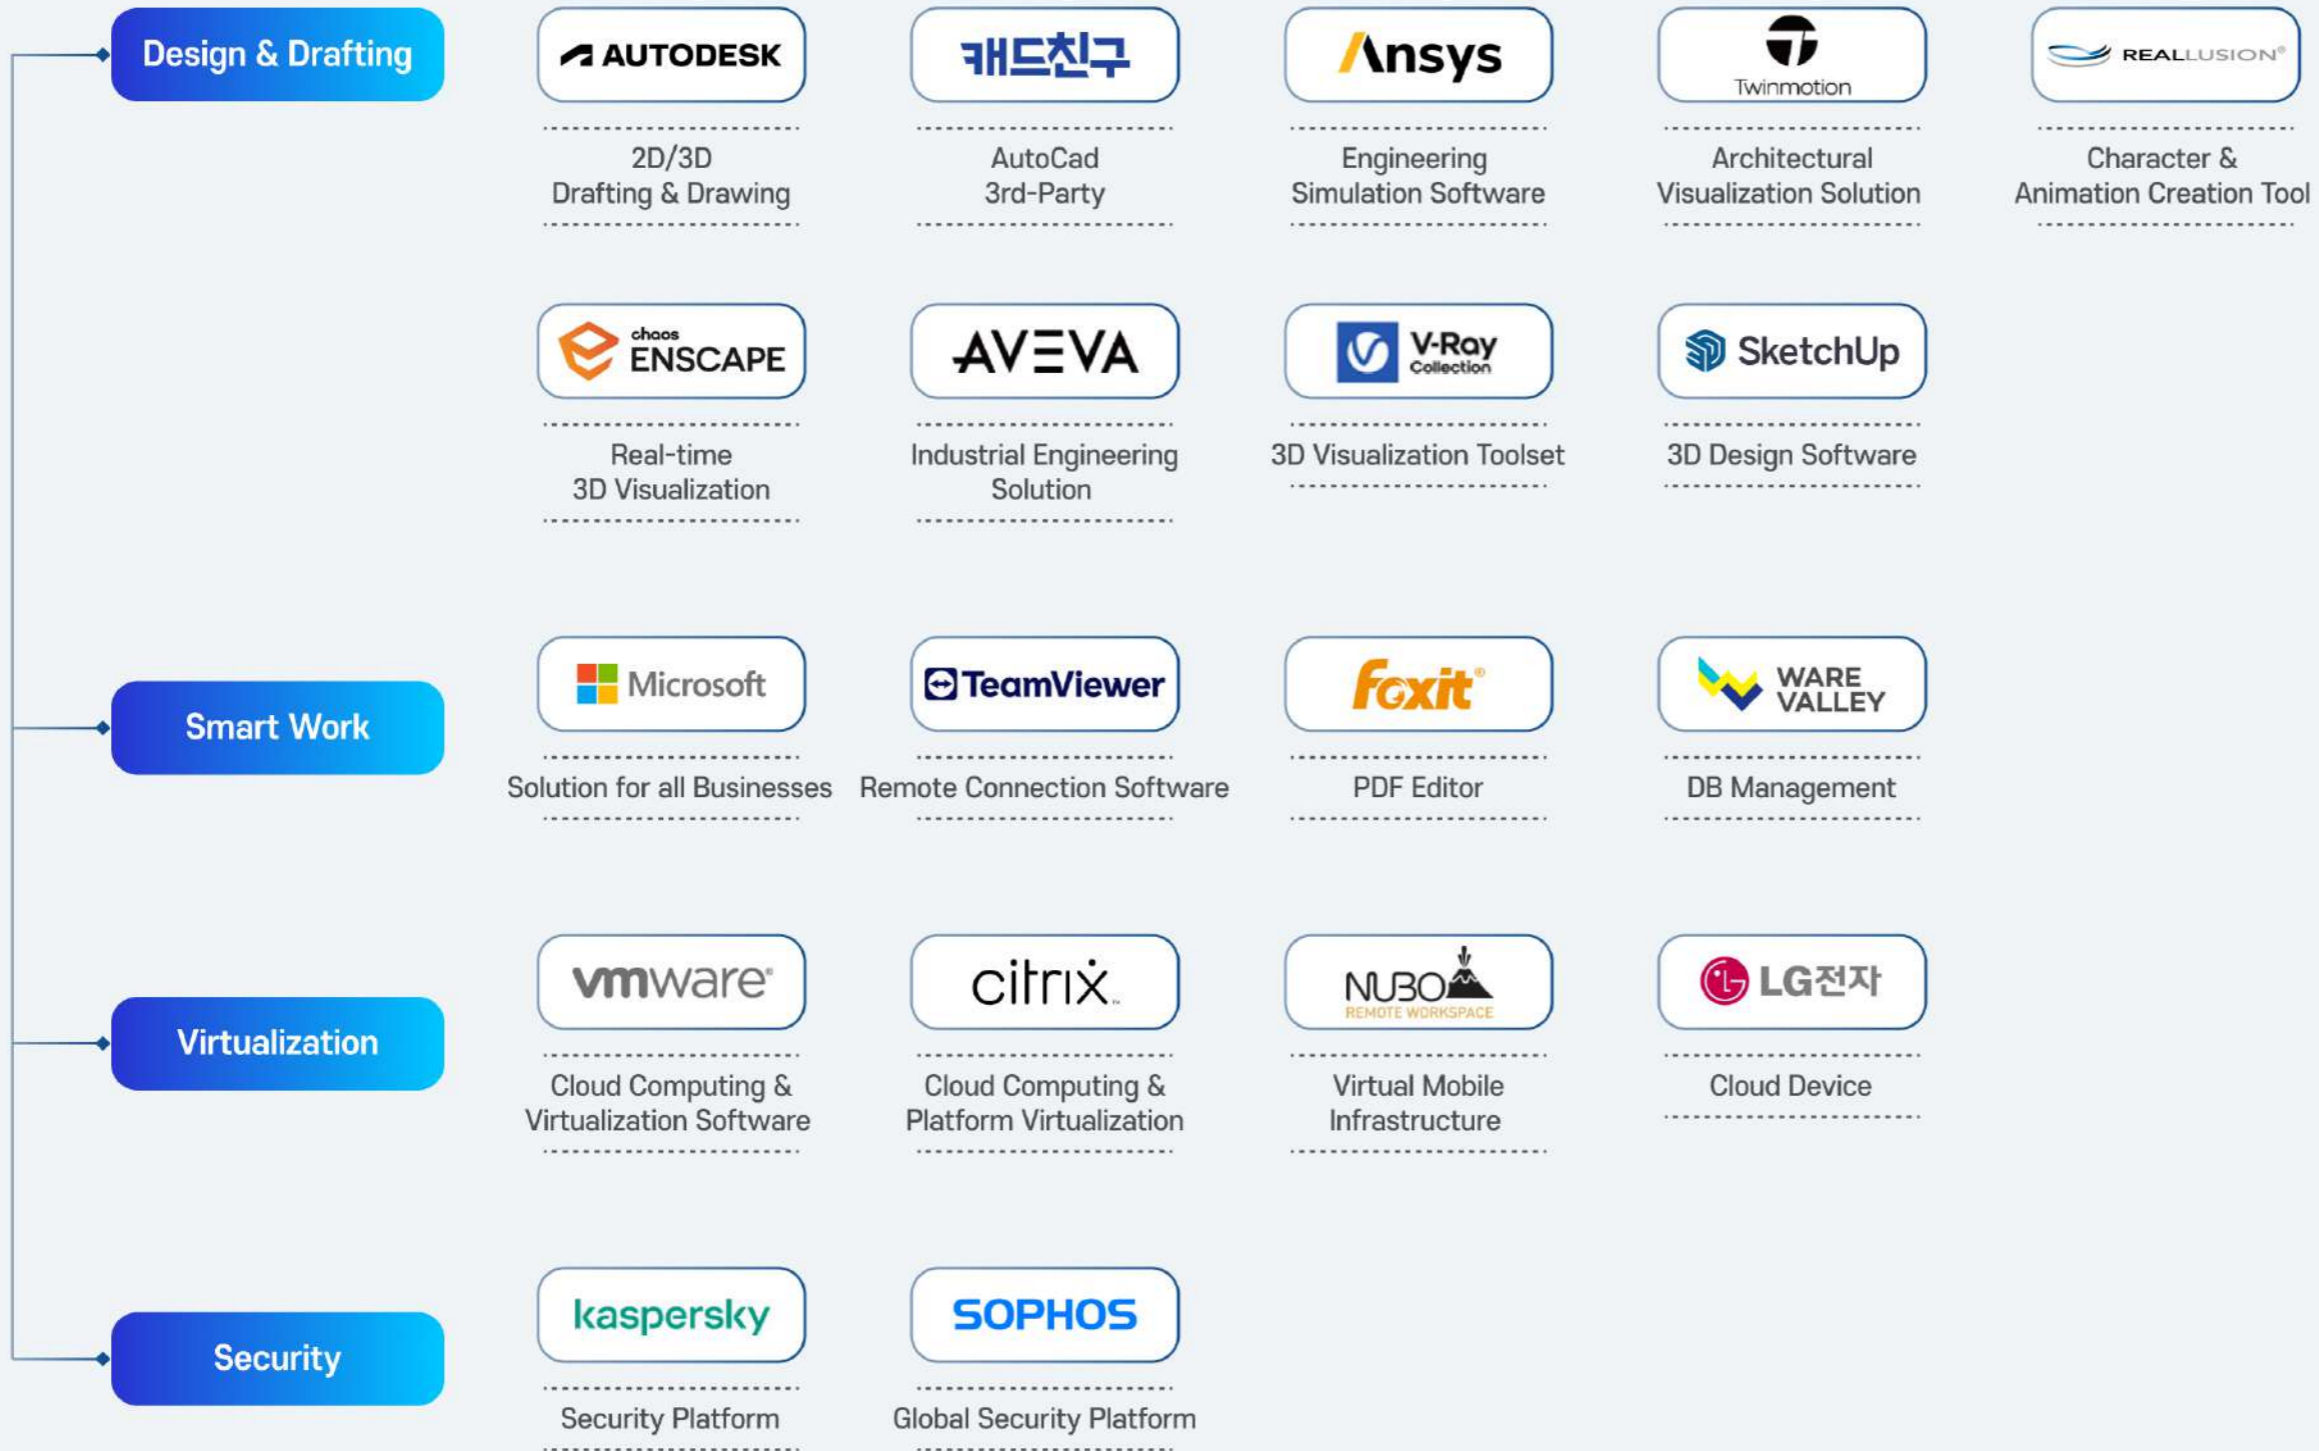 Design & Drafting
AUTODESK
2D/3D
Drafting & Drawing
캐드친구
AutoCad
3rd-Party
Ansys
Engineering
Simulation Software
Twinmotion
Architectural
Visualization Solution
REALLUSION®
Character &
Animation Creation Tool
chaos
ENSCAPE
Real-time
3D Visualization
AVEVA
Industrial Engineering
Solution
V-Ray
Collection
3D Visualization Toolset
SketchUp
3D Design Software
Smart Work
Microsoft
Solution for all Businesses
TeamViewer
Remote Connection Software
Foxit®
PDF Editor
WARE
VALLEY
DB Management
Virtualization
vmware®
Cloud Computing &
Virtualization Software
citrix™
Cloud Computing &
Platform Virtualization
NUBO
REMOTE WORKSPACE
Virtual Mobile
Infrastructure
LG전자
Cloud Device
Security
kaspersky
Security Platform
SOPHOS
Global Security Platform